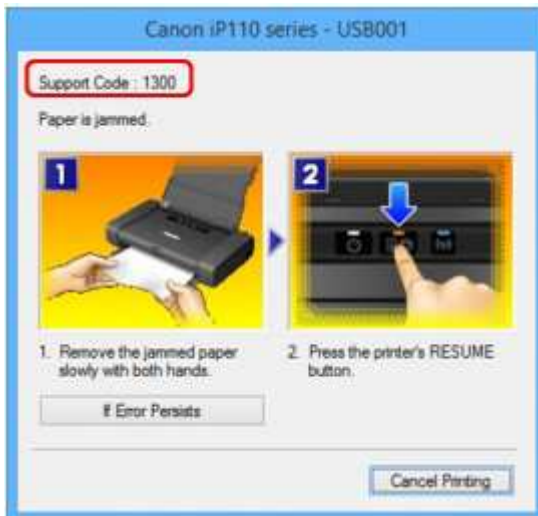 Canon iP110 series - USB001
Support Code : 1300
Paper is jammed.
1
2
1. Remove the jammed paper
slowly with both hands.
2. Press the printer's RESUME
button.
If Error Persists
Cancel Printing